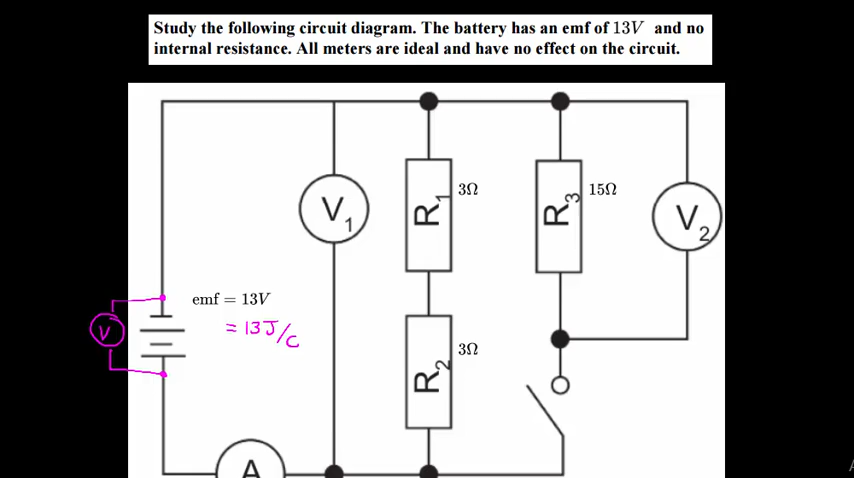 Study the following circuit diagram. The battery has an emf of 13V and no
internal resistance. All meters are ideal and have no effect on the circuit.
V1
R1
3Ω
R3
15Ω
V2
emf = 13V
= 13 J/C
V
R2
3Ω
A